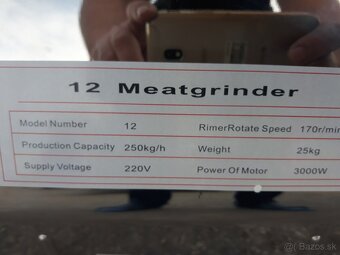 12 Meatgrinder
Model Number 12 RimerRotate Speed 170r/min
Production Capacity 250kg/h Weight 25kg
Supply Voltage 220V Power Of Motor 3000W
© Bazos.sk